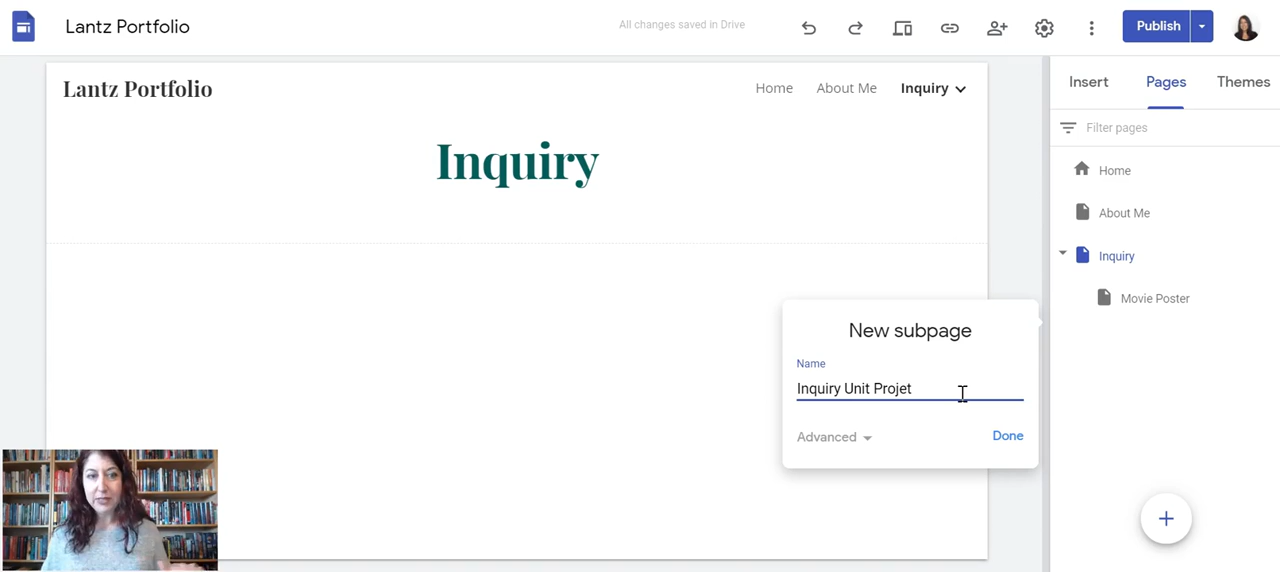 Lantz Portfolio
All changes saved in Drive
Publish
Lantz Portfolio
Home About Me Inquiry
Inquiry
Insert Pages Themes
Filter pages
Home
About Me
Inquiry
Movie Poster
New subpage
Name
Inquiry Unit Projet
Advanced
Done